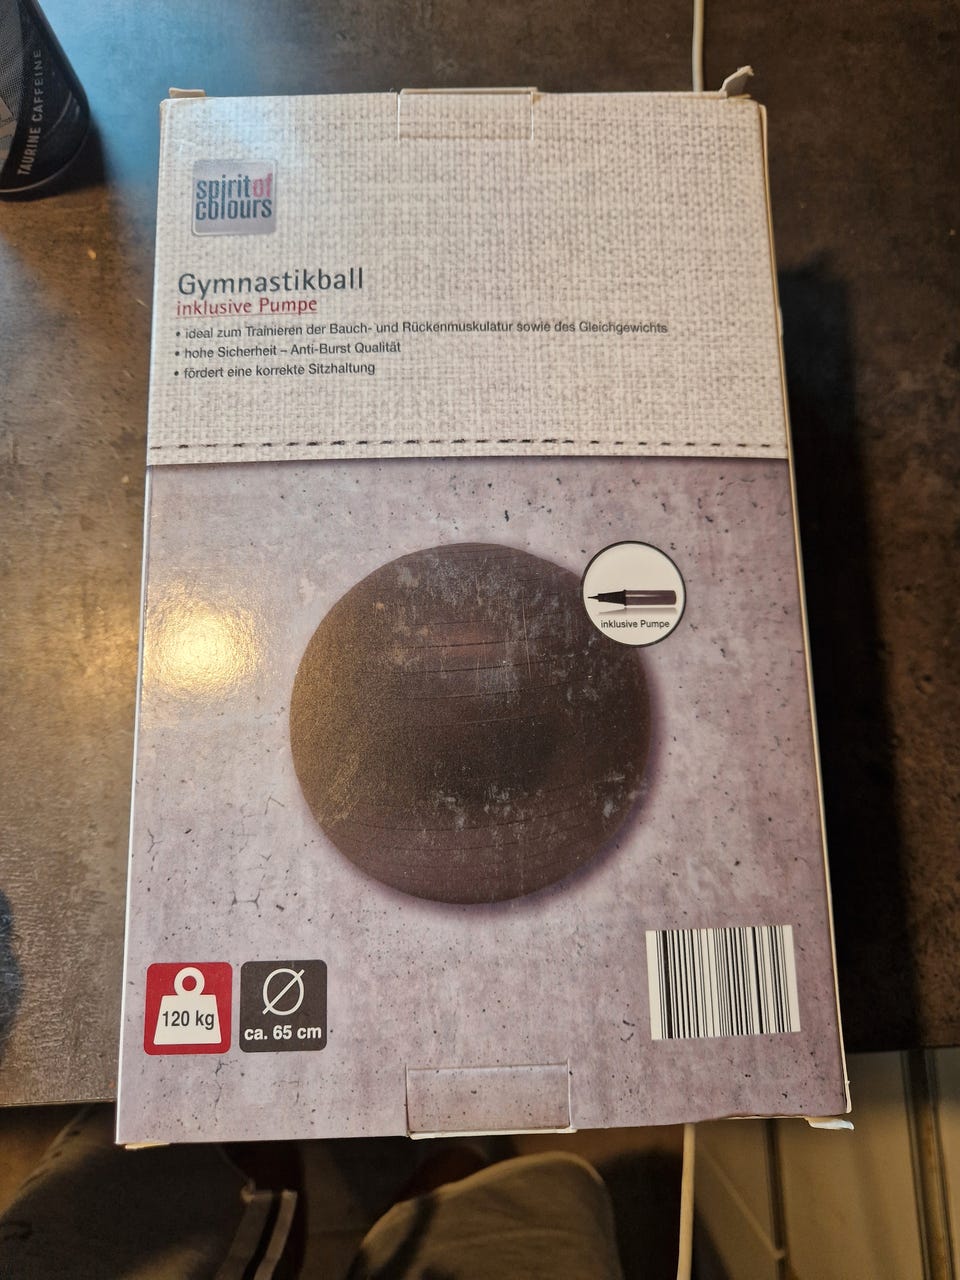 TAURINE CAFFEINE
spirit of
colours
Gymnastikball
inklusive Pumpe
• ideal zum Trainieren der Bauch- und Rückenmuskulatur sowie des Gleichgewichts
• hohe Sicherheit – Anti-Burst Qualität
• fördert eine korrekte Sitzhaltung
inklusive Pumpe
120 kg
ca. 65 cm